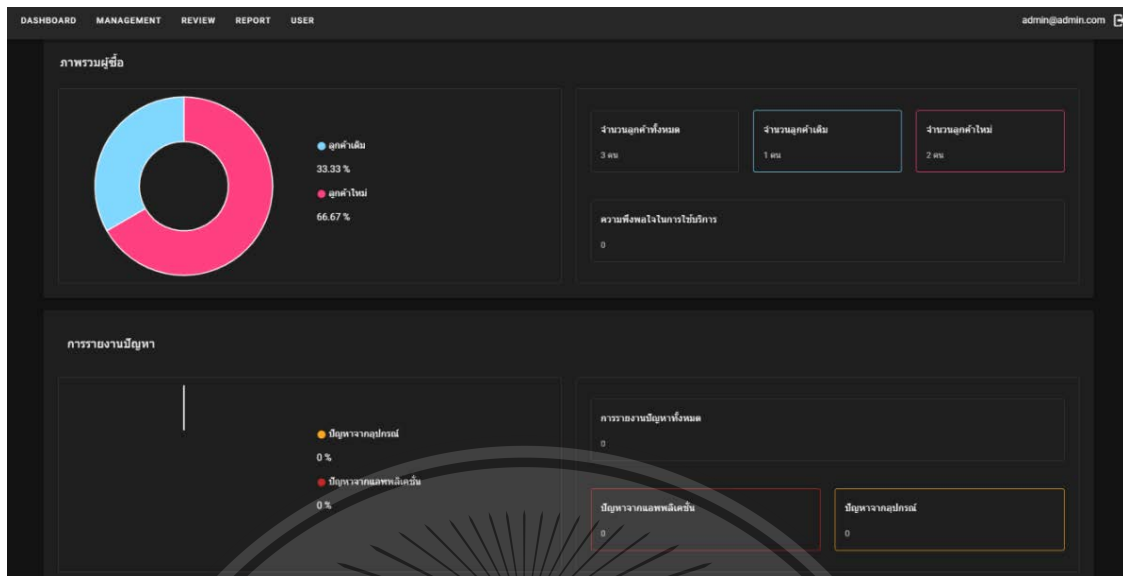 DASHBOARD MANAGEMENT REVIEW REPORT USER admin@admin.com
ภาพรวมผู้ซื้อ
ลูกค้าเดิม
33.33 %
ลูกค้าใหม่
66.67 %
จำนวนลูกค้าทั้งหมด
3 คน
จำนวนลูกค้าเดิม
1 คน
จำนวนลูกค้าใหม่
2 คน
ความพึงพอใจในการใช้บริการ
0
การรายงานปัญหา
ปัญหาจากอุปกรณ์
0 %
ปัญหาจากแอพพลิเคชั่น
0 %
การรายงานปัญหาทั้งหมด
0
ปัญหาจากแอพพลิเคชั่น
0
ปัญหาจากอุปกรณ์
0